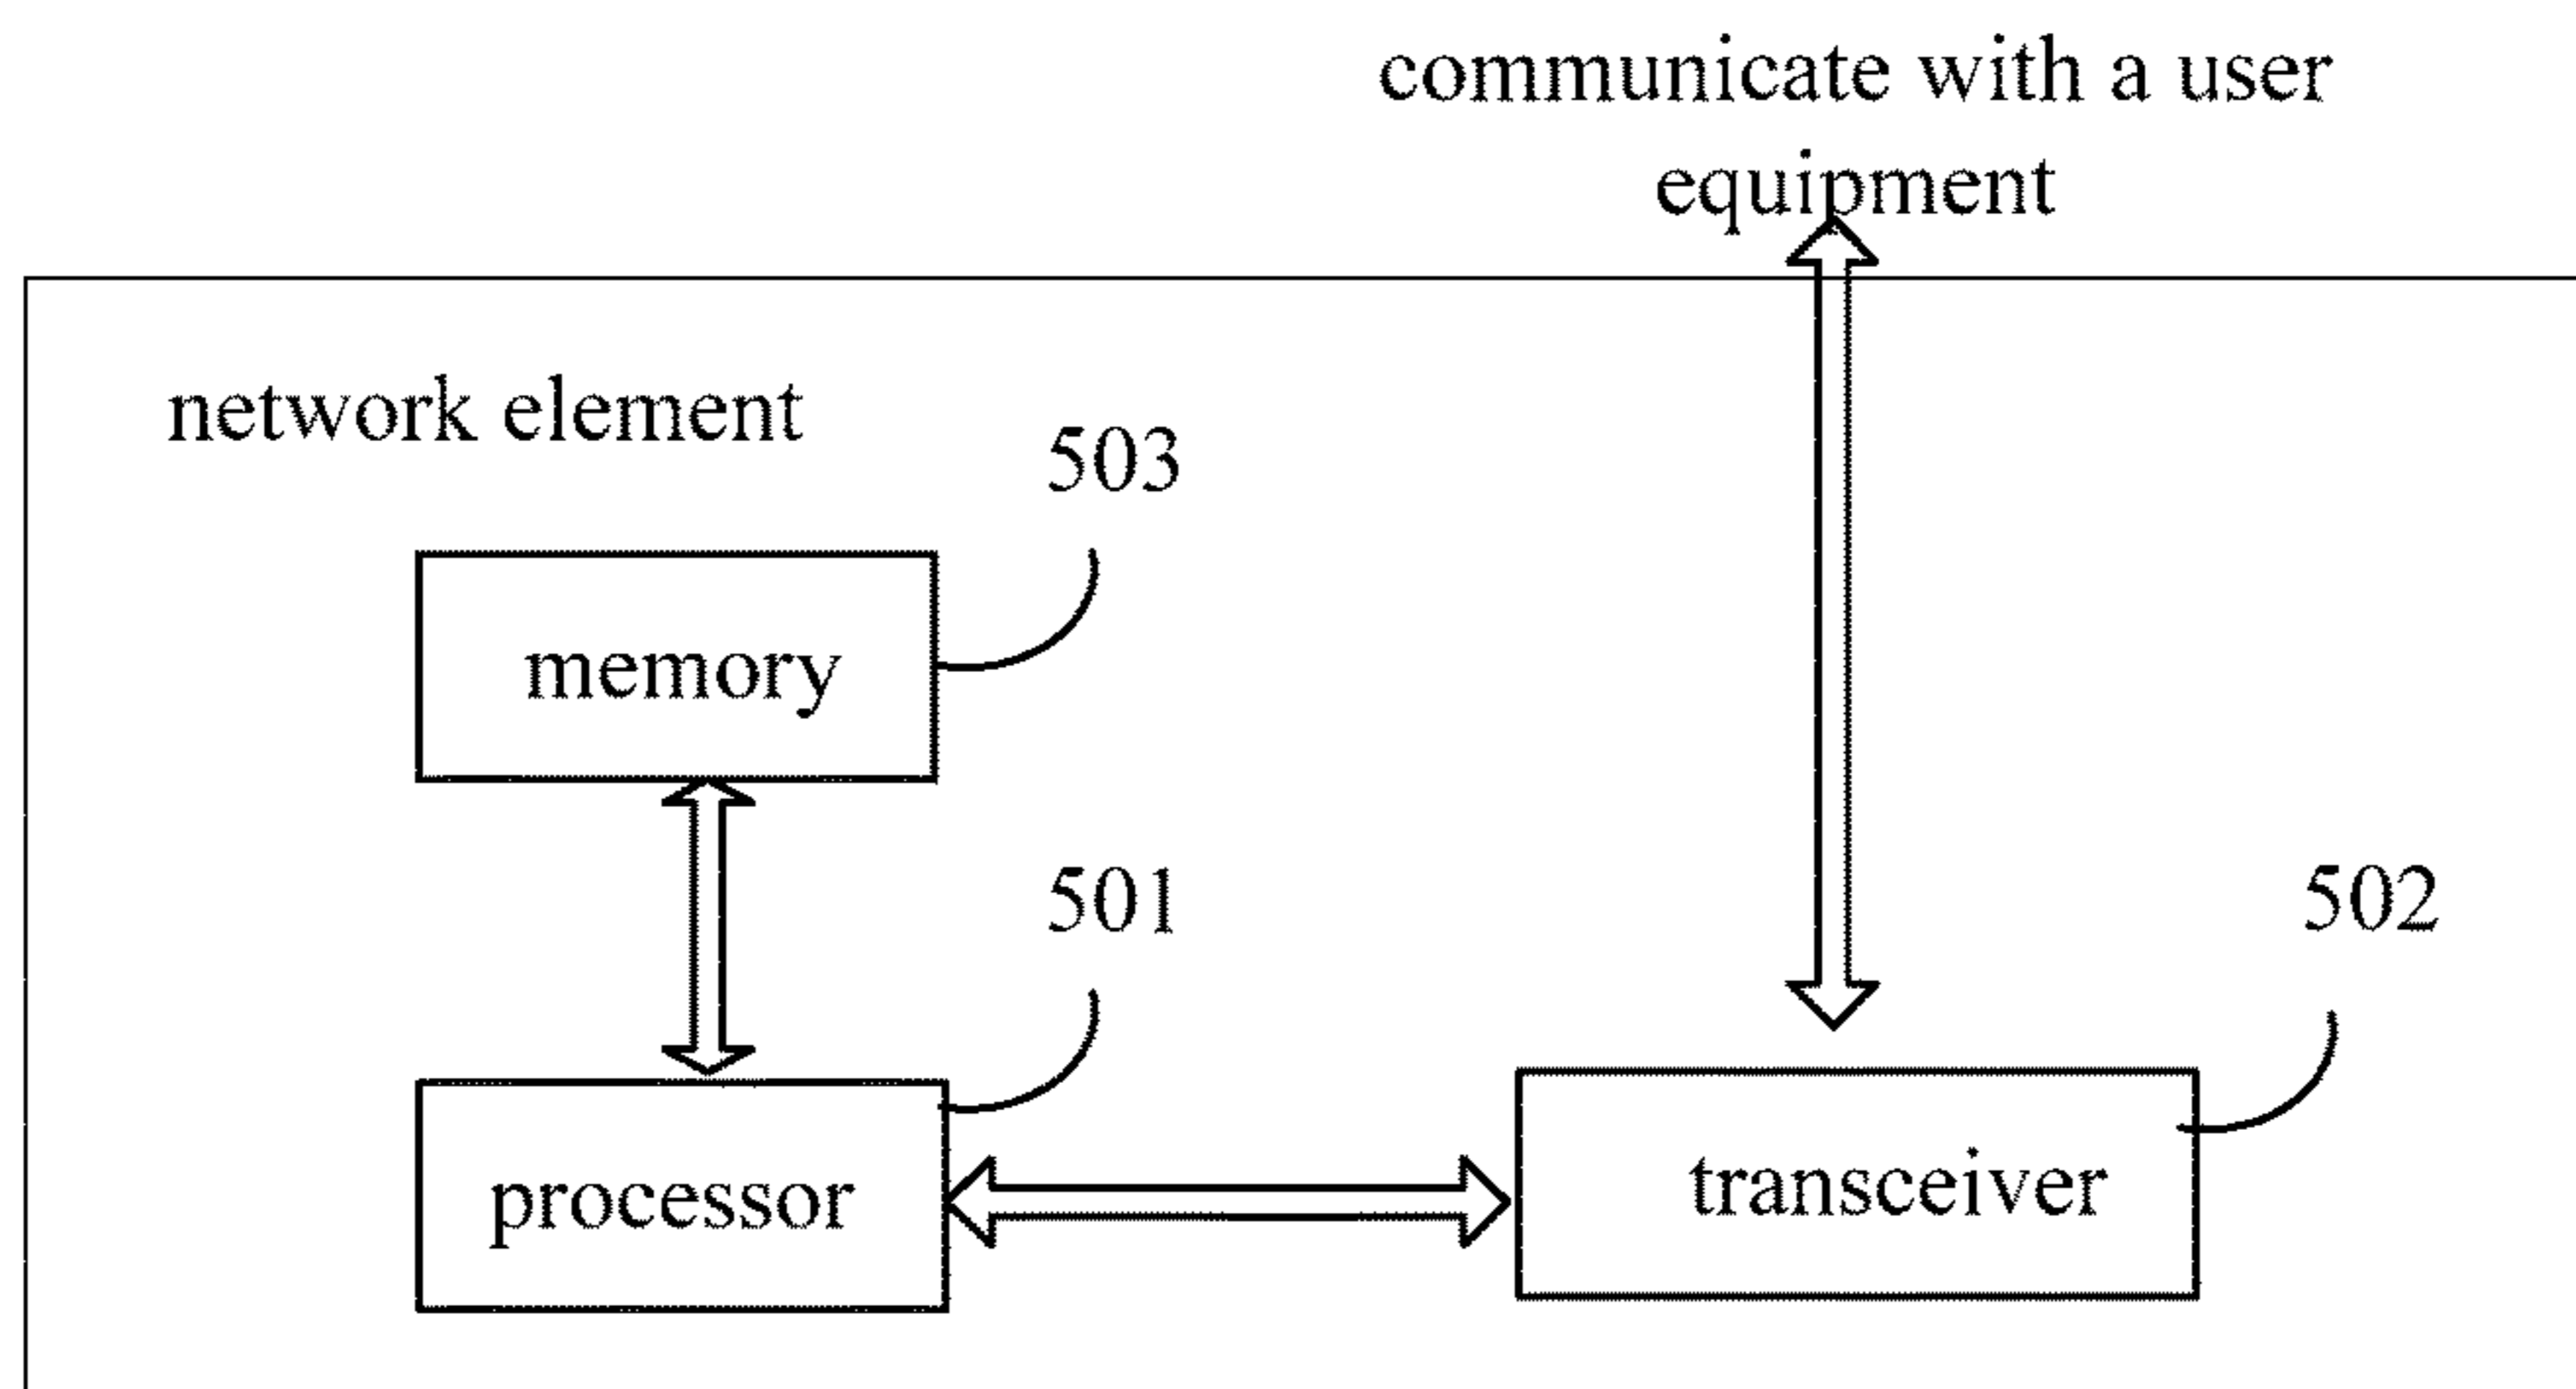 communicate with a user
equipment
network element
503
memory
501
502
processor
transceiver